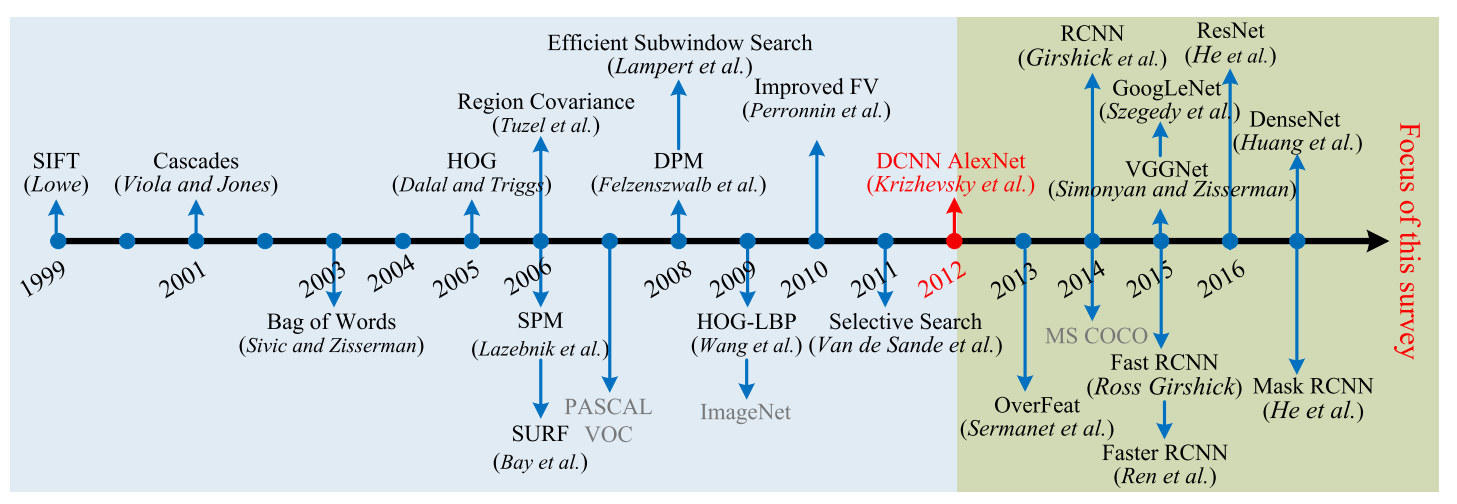 Efficient Subwindow Search
(Lampert et al.)
RCNN
(Girshick et al.)
ResNet
(He et al.)
Region Covariance
(Tuzel et al.)
Improved FV
(Perronnin et al.)
GoogLeNet
(Szegedy et al.)
DenseNet
(Huang et al.)
SIFT
(Lowe)
Cascades
(Viola and Jones)
HOG
(Dalal and Triggs)
DPM
(Felzenszwalb et al.)
DCNN AlexNet
(Krizhevsky et al.)
VGGNet
(Simonyan and Zisserman)
Focus of this survey
1999
2001
2003
2004
2005
2006
2008
2009
2010
2011
2012
2013
2014
2015
2016
Bag of Words
(Sivic and Zisserman)
SPM
(Lazebnik et al.)
HOG-LBP
(Wang et al.)
Selective Search
(Van de Sande et al.)
MS COCO
Fast RCNN
(Ross Girshick)
Mask RCNN
(He et al.)
PASCAL
VOC
ImageNet
OverFeat
(Sermanet et al.)
SURF
(Bay et al.)
Faster RCNN
(Ren et al.)